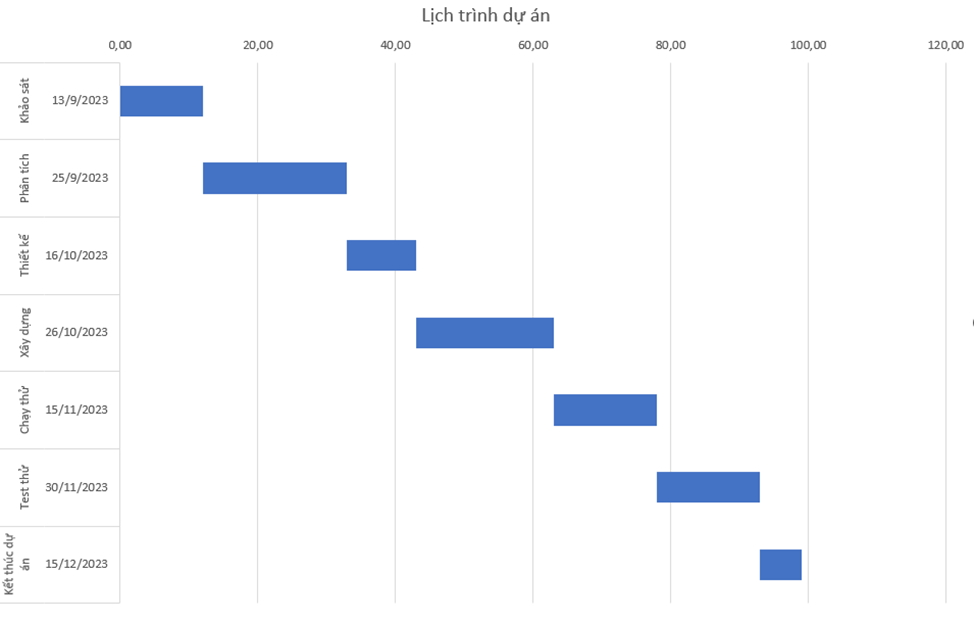 Lịch trình dự án
0,00 20,00 40,00 60,00 80,00 100,00 120,00
Khảo sát 13/9/2023
Phân tích 25/9/2023
Thiết kế 16/10/2023
Xây dựng 26/10/2023
Chạy thử 15/11/2023
Test thử 30/11/2023
Kết thúc dự
án 15/12/2023